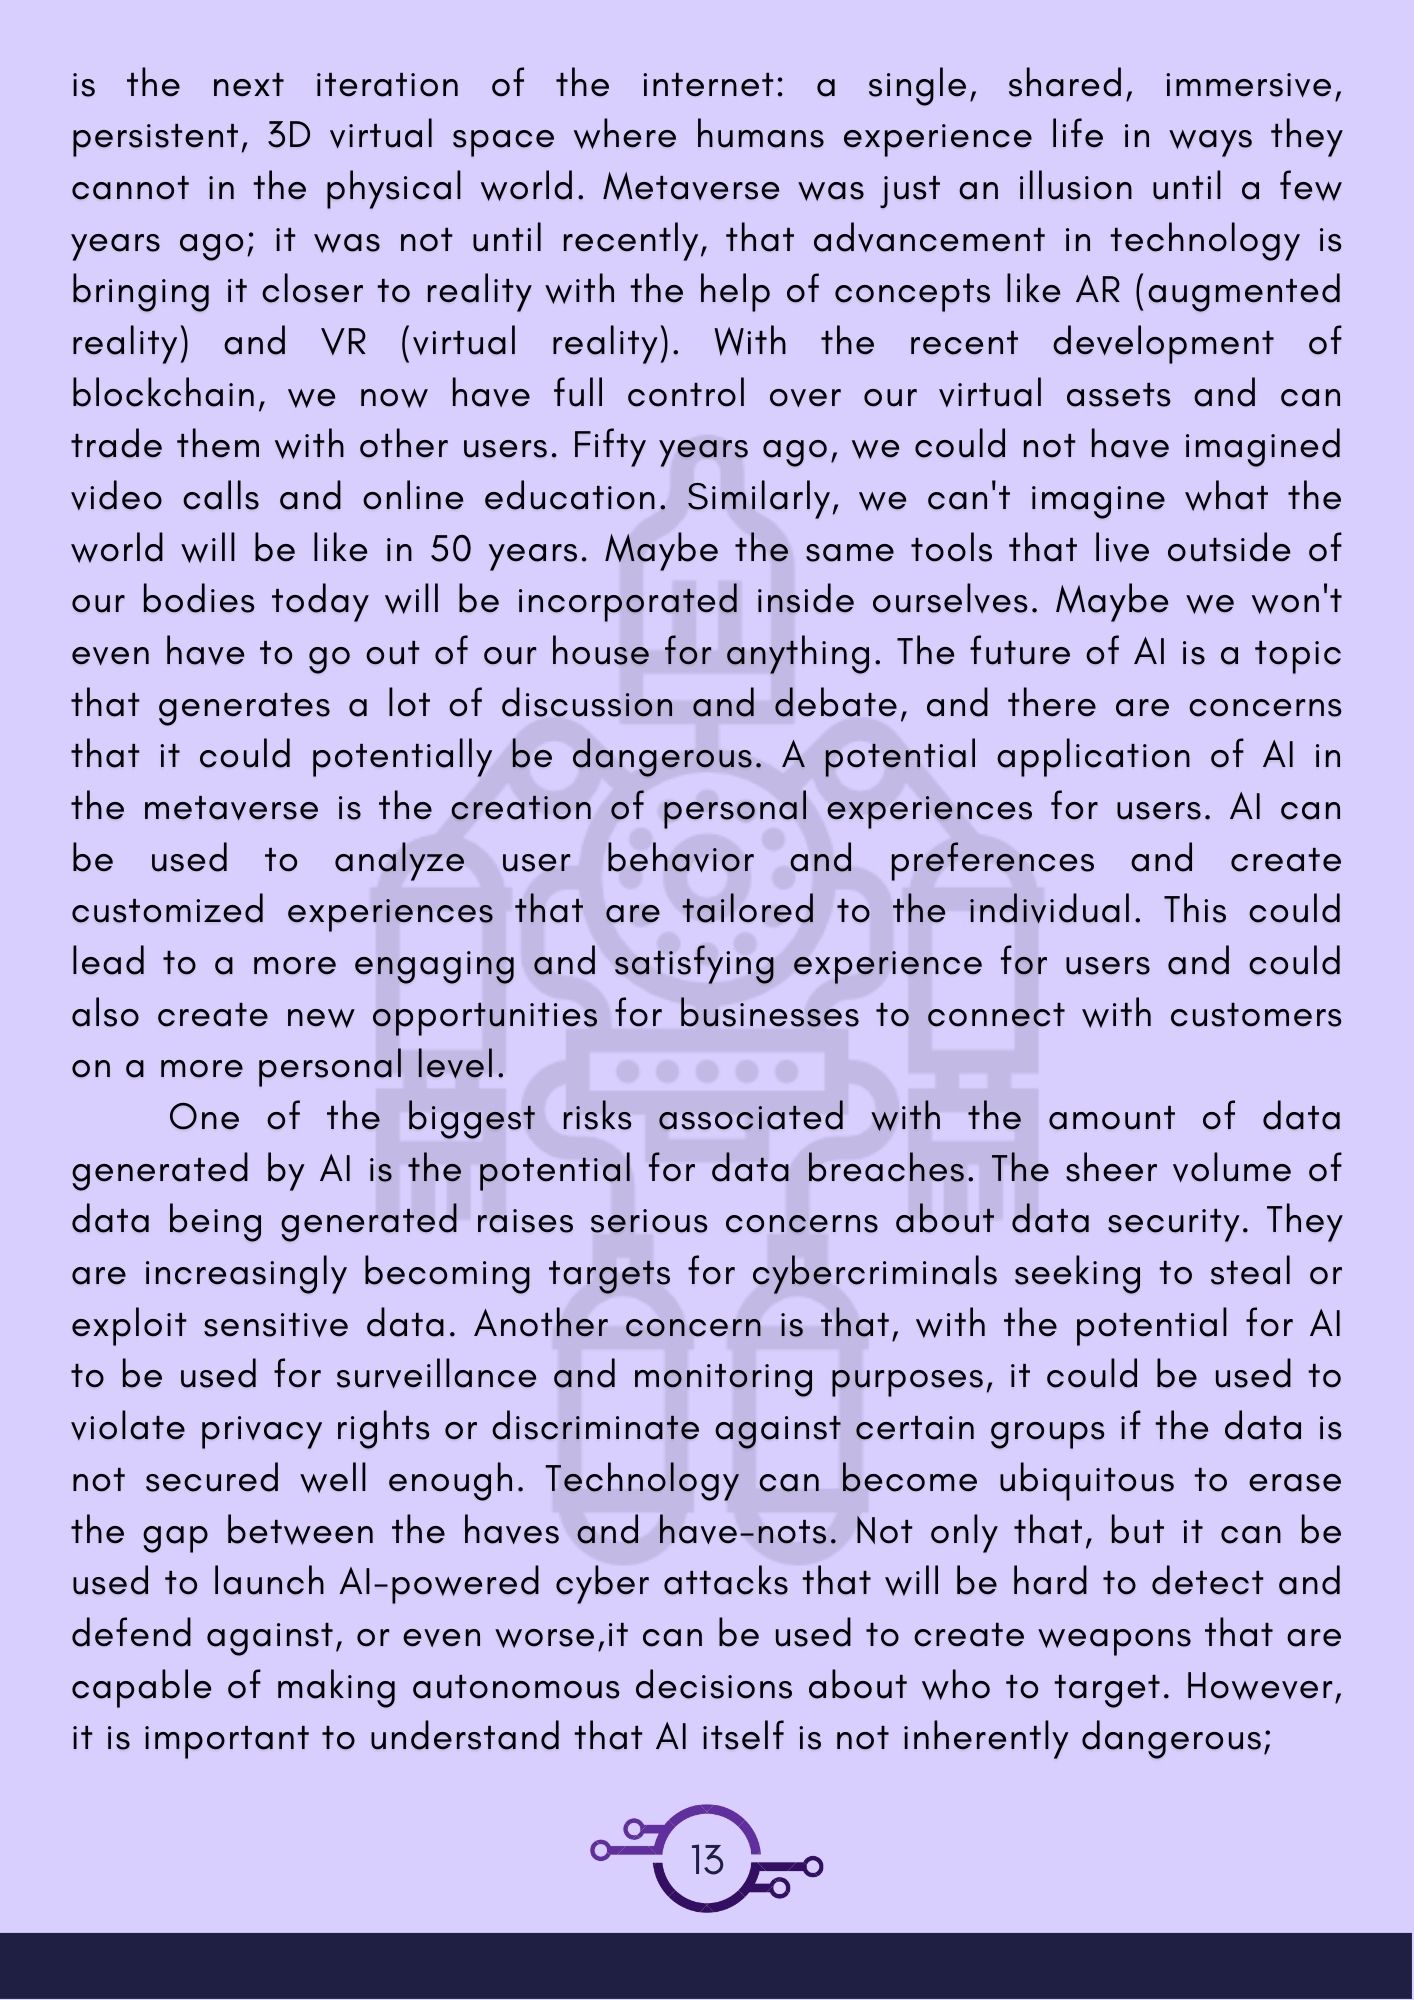 is the next iteration of the internet: a single, shared, immersive,
persistent, 3D virtual space where humans experience life in ways they
cannot in the physical world. Metaverse was just an illusion until a few
years ago; it was not until recently, that advancement in technology is
bringing it closer to reality with the help of concepts like AR (augmented
reality) and VR (virtual reality). With the recent development of
blockchain, we now have full control over our virtual assets and can
trade them with other users. Fifty years ago, we could not have imagined
video calls and online education. Similarly, we can't imagine what the
world will be like in 50 years. Maybe the same tools that live outside of
our bodies today will be incorporated inside ourselves. Maybe we won't
even have to go out of our house for anything. The future of AI is a topic
that generates a lot of discussion and debate, and there are concerns
that it could potentially be dangerous. A potential application of AI in
the metaverse is the creation of personal experiences for users. AI can
be used to analyze user behavior and preferences and create
customized experiences that are tailored to the individual. This could
lead to a more engaging and satisfying experience for users and could
also create new opportunities for businesses to connect with customers
on a more personal level.
One of the biggest risks associated with the amount of data
generated by AI is the potential for data breaches. The sheer volume of
data being generated raises serious concerns about data security. They
are increasingly becoming targets for cybercriminals seeking to steal or
exploit sensitive data. Another concern is that, with the potential for AI
to be used for surveillance and monitoring purposes, it could be used to
violate privacy rights or discriminate against certain groups if the data is
not secured well enough. Technology can become ubiquitous to erase
the gap between the haves and have-nots. Not only that, but it can be
used to launch AI-powered cyber attacks that will be hard to detect and
defend against, or even worse,it can be used to create weapons that are
capable of making autonomous decisions about who to target. However,
it is important to understand that AI itself is not inherently dangerous;
13